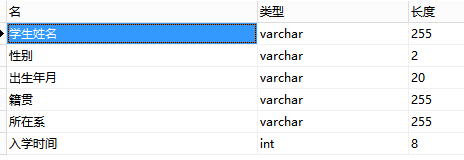 名 类型 长度
学生姓名 varchar 255
性别 varchar 2
出生年月 varchar 20
籍贯 varchar 255
所在系 varchar 255
入学时间 int 8